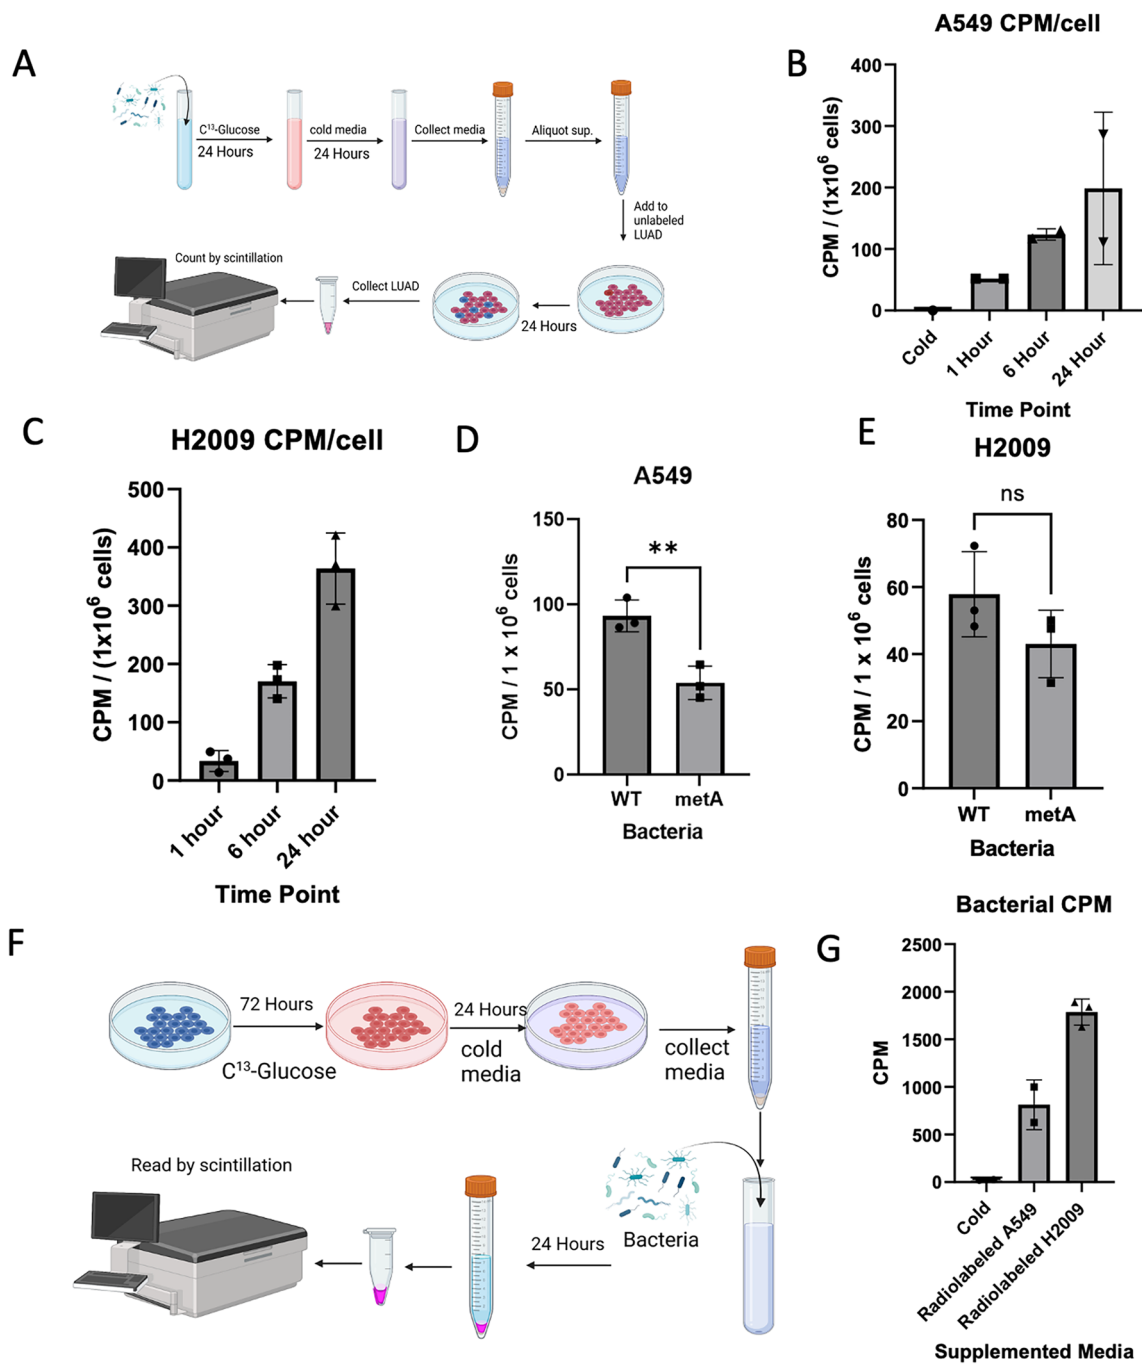 A
C¹³-Glucose
24 Hours
cold media
24 Hours
Collect media
Aliquot sup.
Add to
unlabeled
LUAD
24 Hours
Collect LUAD
Count by scintillation
B
A549 CPM/cell
CPM / (1x10⁶ cells)
400
300
200
100
0
Cold
1 Hour
6 Hour
24 Hour
Time Point
C
H2009 CPM/cell
CPM / (1x10⁶ cells)
500
400
300
200
100
0
1 hour
6 hour
24 hour
Time Point
D
A549
CPM / 1 x 10⁶ cells
150
100
50
0
**
WT
metA
Bacteria
E
H2009
CPM / 1 x 10⁶ cells
80
60
40
20
0
ns
WT
metA
Bacteria
F
72 Hours
C¹³-Glucose
24 Hours
cold
media
collect
media
Bacteria
24 Hours
Read by scintillation
G
Bacterial CPM
CPM
2500
2000
1500
1000
500
0
Cold
Radiolabeled A549
Radiolabeled H2009
Supplemented Media